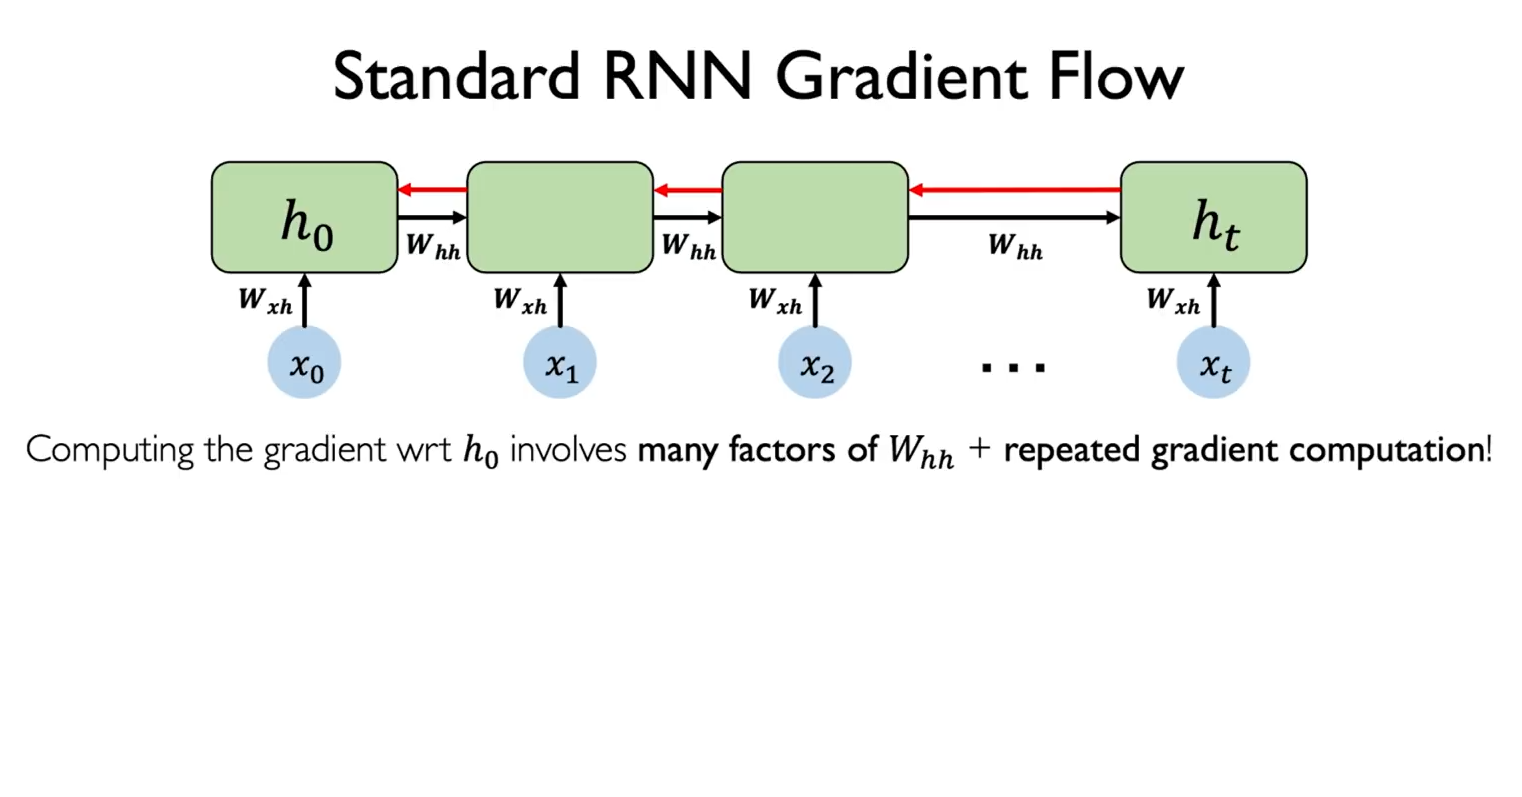 Standard RNN Gradient Flow
h₀ hₜ
Wₕₕ Wₕₕ Wₕₕ
Wₓₕ Wₓₕ Wₓₕ Wₓₕ
x₀ x₁ x₂ ... xₜ
Computing the gradient wrt h₀ involves many factors of Wₕₕ + repeated gradient computation!